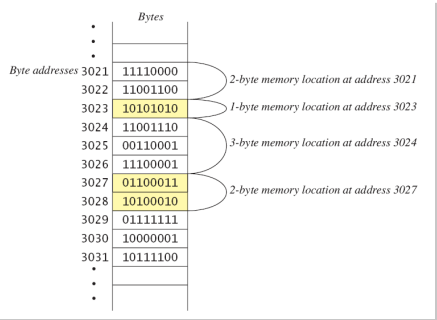 Bytes
Byte addresses 3021 11110000
2-byte memory location at address 3021
3022 11001100
3023 10101010 1-byte memory location at address 3023
3024 11001110
3025 00110001 3-byte memory location at address 3024
3026 11100001
3027 01100011
2-byte memory location at address 3027
3028 10100010
3029 01111111
3030 10000001
3031 10111100